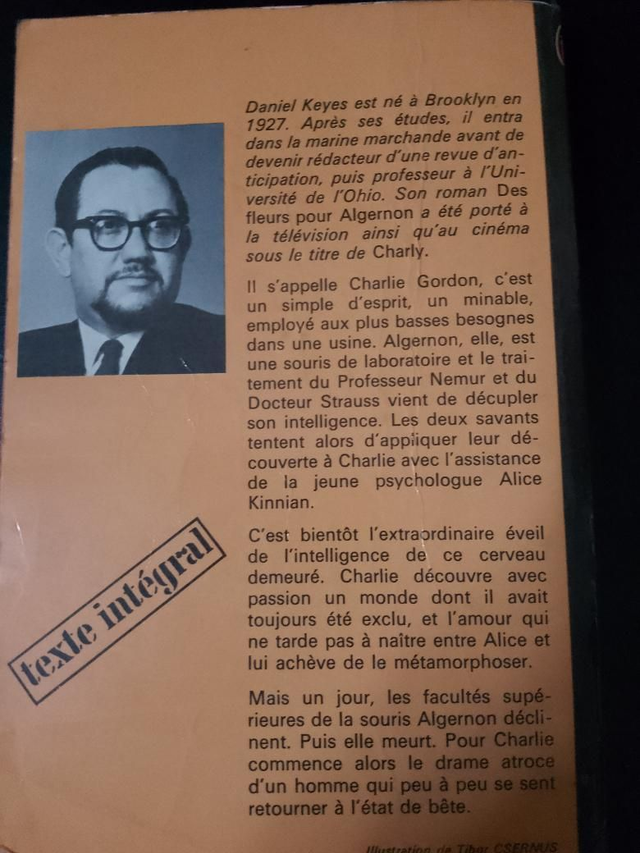 Daniel Keyes est né à Brooklyn en
1927. Après ses études, il entra
dans la marine marchande avant de
devenir rédacteur d'une revue d'an-
ticipation, puis professeur à l'Uni-
versité de l'Ohio. Son roman Des
fleurs pour Algernon a été porté à
la télévision ainsi qu'au cinéma
sous le titre de Charly.
Il s'appelle Charlie Gordon, c'est
un simple d'esprit, un minable,
employé aux plus basses besognes
dans une usine. Algernon, elle, est
une souris de laboratoire et le trai-
tement du Professeur Nemur et du
Docteur Strauss vient de décupler
son intelligence. Les deux savants
tentent alors d'appliquer leur dé-
couverte à Charlie avec l'assistance
de la jeune psychologue Alice
Kinnian.
C'est bientôt l'extraordinaire éveil
de l'intelligence de ce cerveau
demeuré. Charlie découvre avec
passion un monde dont il avait
toujours été exclu, et l'amour qui
ne tarde pas à naître entre Alice et
lui achève de le métamorphoser.
Mais un jour, les facultés supé-
rieures de la souris Algernon décli-
nent. Puis elle meurt. Pour Charlie
commence alors le drame atroce
d'un homme qui peu à peu se sent
retourner à l'état de bête.
texte intégral
Illustration de Tibor CSERNUS